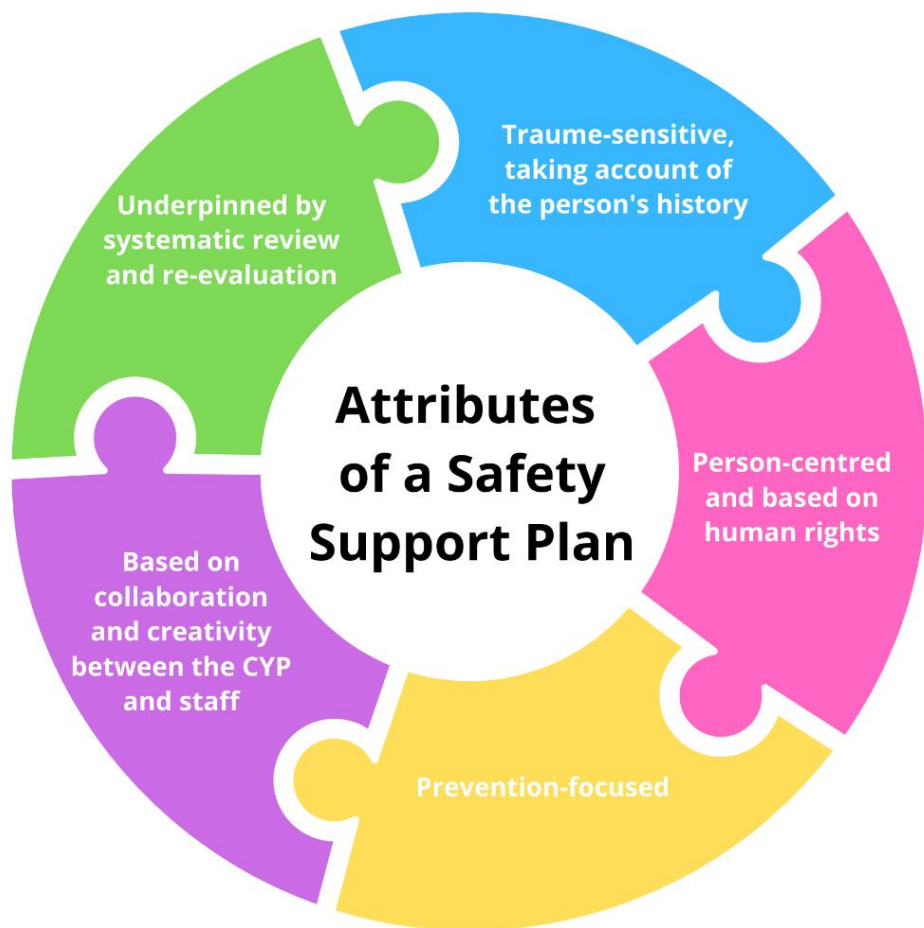 Attributes
of a Safety
Support Plan
Traume-sensitive,
taking account of
the person's history
Person-centred
and based on
human rights
Prevention-focused
Based on
collaboration
and creativity
between the CYP
and staff
Underpinned by
systematic review
and re-evaluation